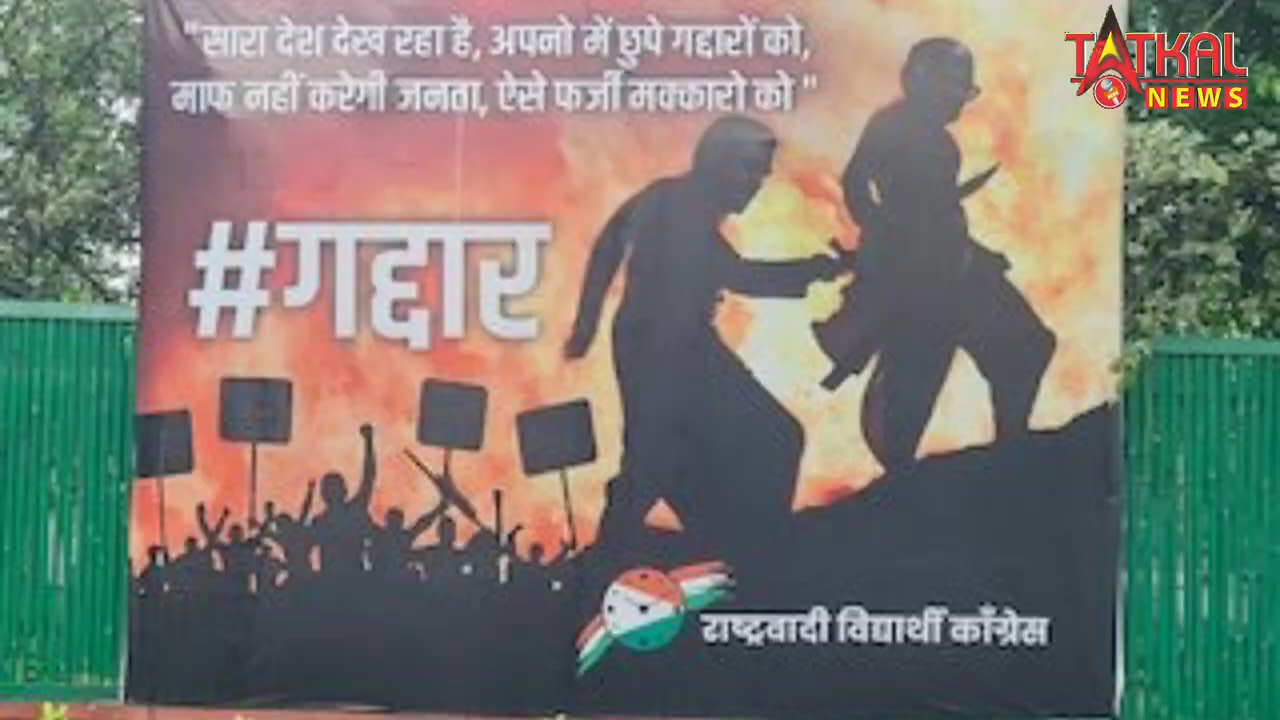 "सारा देश देख रहा है, अपनो में छुपे गद्दारों को,
माफ नहीं करेगी जनता, ऐसे फर्जी मक्कारो को "
#गद्दार
राष्ट्रवादी विद्यार्थी काँग्रेस
TATKAL
NEWS